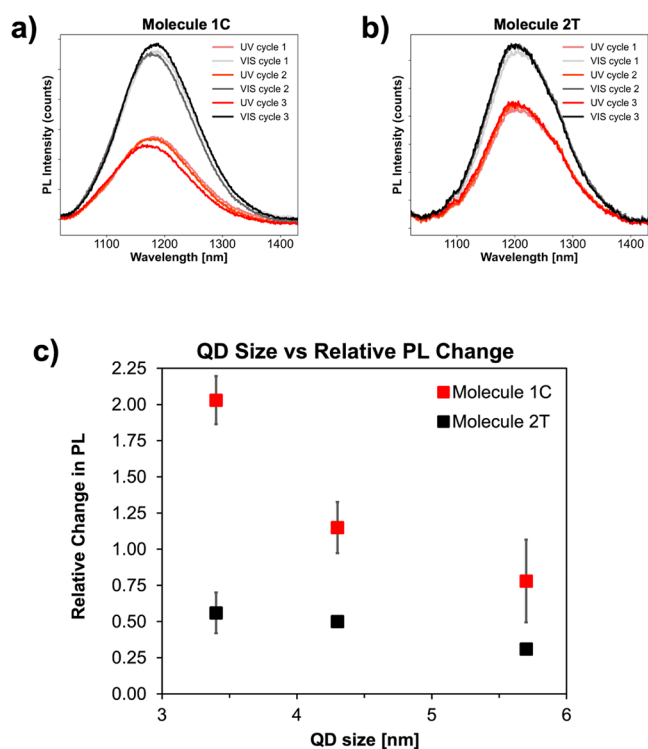 a)
Molecule 1C
PL Intensity (counts)
UV cycle 1
VIS cycle 1
UV cycle 2
VIS cycle 2
UV cycle 3
VIS cycle 3
1100 1200 1300 1400
Wavelength [nm]
b)
Molecule 2T
PL Intensity (counts)
UV cycle 1
VIS cycle 1
UV cycle 2
VIS cycle 2
UV cycle 3
VIS cycle 3
1100 1200 1300 1400
Wavelength [nm]
c)
QD Size vs Relative PL Change
Relative Change in PL
2.25
2.00
1.75
1.50
1.25
1.00
0.75
0.50
0.25
0.00
Molecule 1C
Molecule 2T
3 4 5 6
QD size [nm]